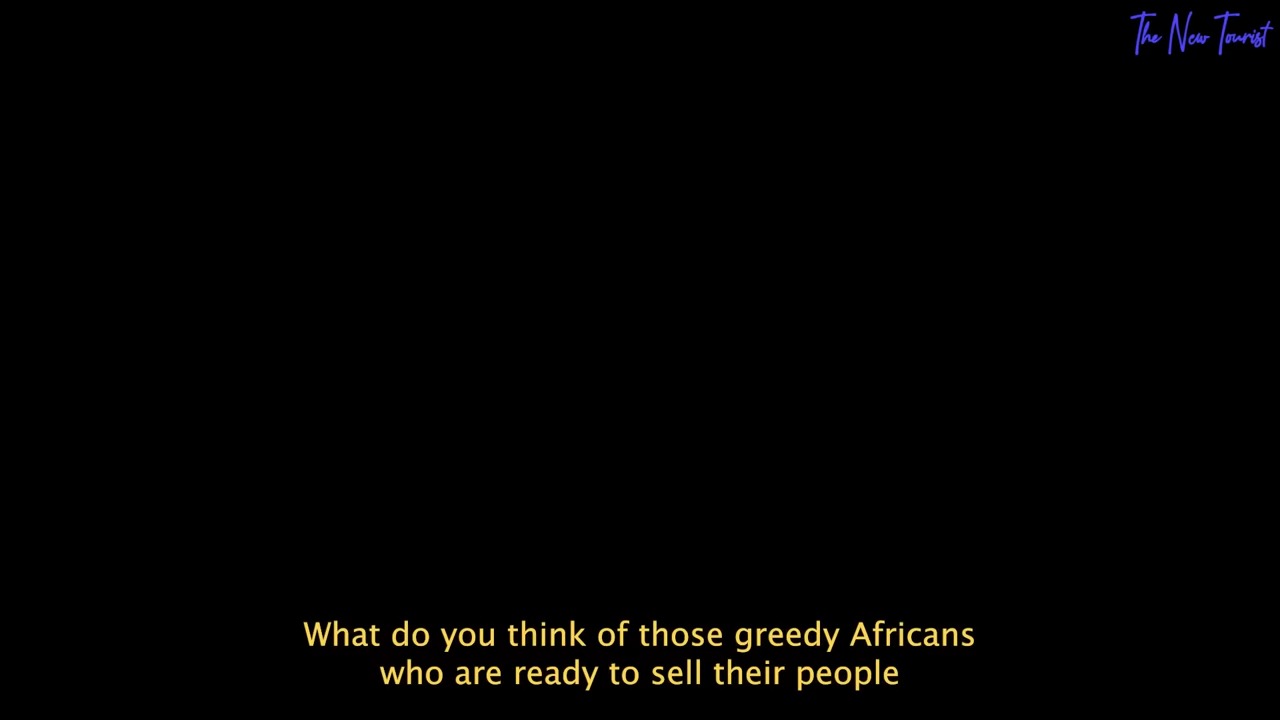 The New Tourist
What do you think of those greedy Africans
who are ready to sell their people